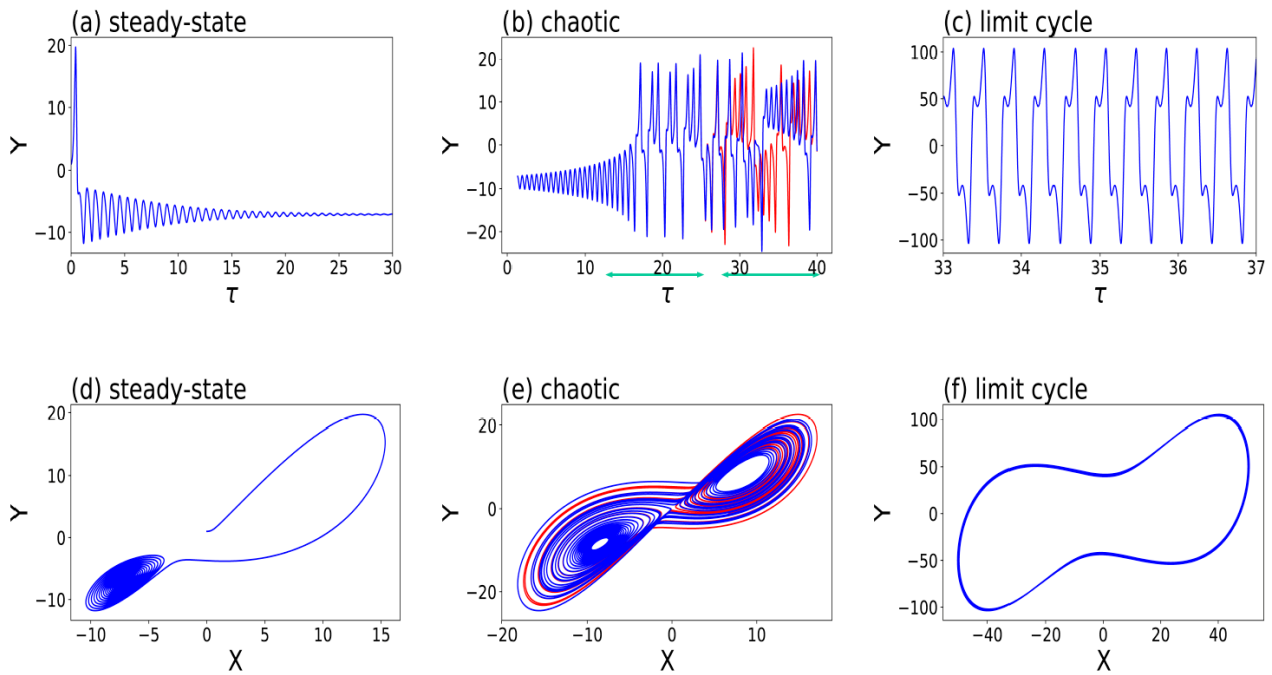 (a) steady-state
20
10
0
−10
Y
0 5 10 15 20 25 30
τ
(b) chaotic
20
10
0
−10
−20
Y
0 10 20 30 40
τ
(c) limit cycle
100
50
0
−50
−100
Y
33 34 35 36 37
τ
(d) steady-state
20
10
0
−10
Y
−10 −5 0 5 10 15
X
(e) chaotic
20
0
−20
Y
−20 −10 0 10
X
(f) limit cycle
100
50
0
−50
−100
Y
−40 −20 0 20 40
X